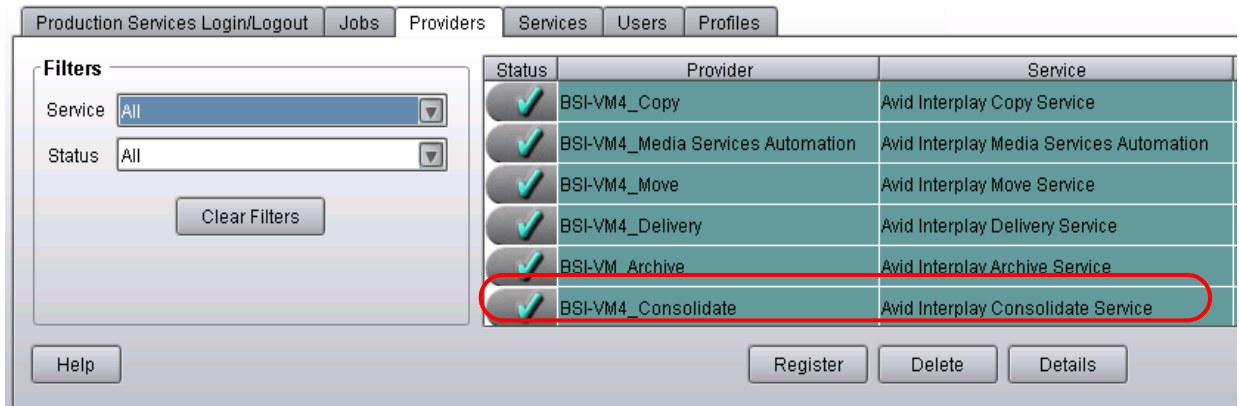 Production Services Login/Logout Jobs Providers Services Users Profiles
Filters
Service All
Status All
Clear Filters
Status Provider Service
BSI-VM4_Copy Avid Interplay Copy Service
BSI-VM4_Media Services Automation Avid Interplay Media Services Automation
BSI-VM4_Move Avid Interplay Move Service
BSI-VM4_Delivery Avid Interplay Delivery Service
BSI-VM_Archive Avid Interplay Archive Service
BSI-VM4_Consolidate Avid Interplay Consolidate Service
Help Register Delete Details